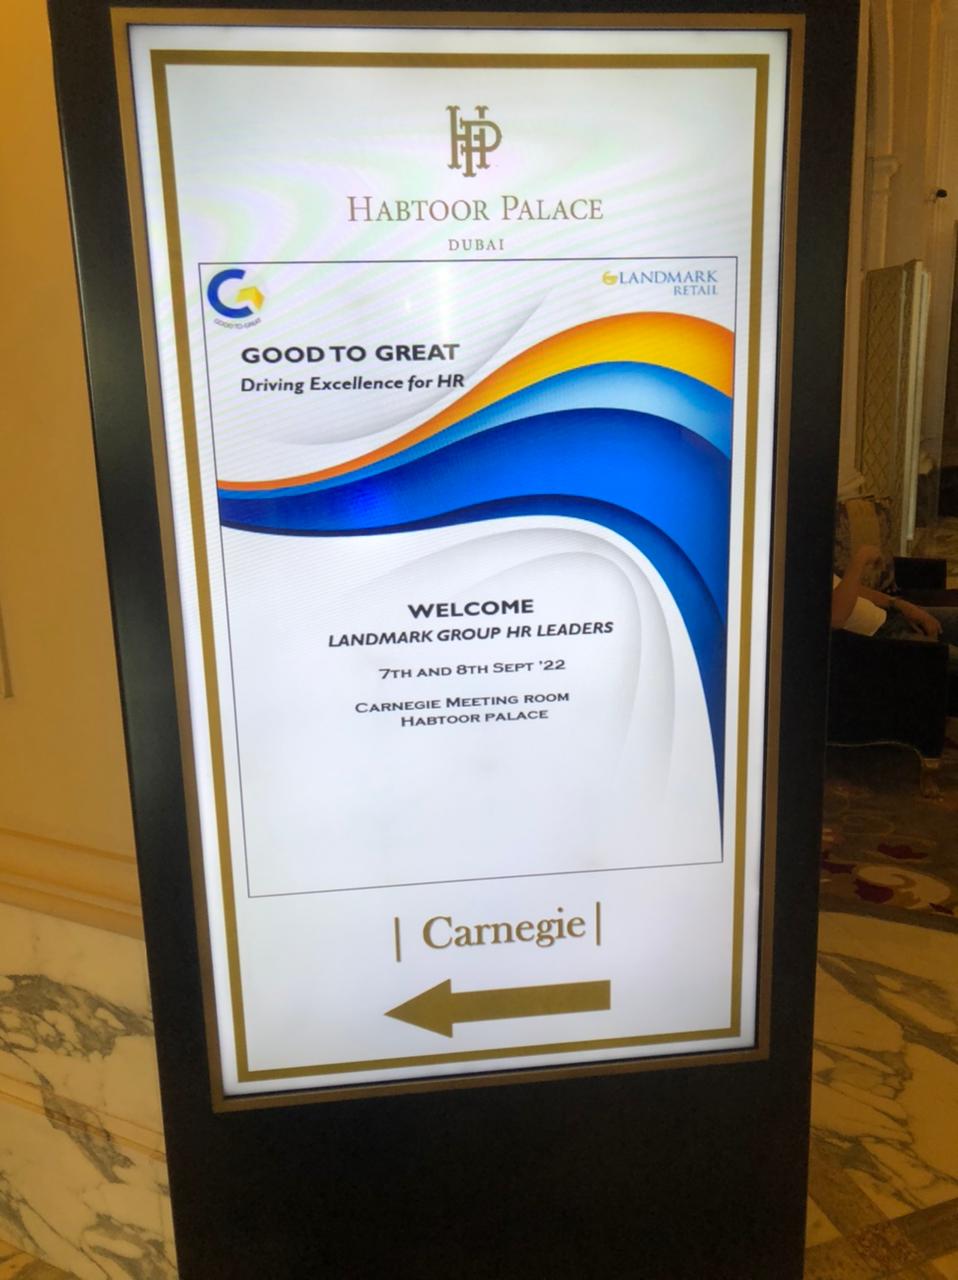 HP
HABTOOR PALACE
DUBAI
GOOD-TO-GREAT
LANDMARK
RETAIL
GOOD TO GREAT
Driving Excellence for HR
WELCOME
LANDMARK GROUP HR LEADERS
7TH AND 8TH SEPT '22
CARNEGIE MEETING ROOM
HABTOOR PALACE
| Carnegie |